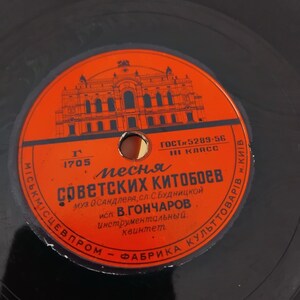 Г
1705
ГОСТ 5289-56
III КЛАСС
Песня
СОВЕТСКИХ КИТОБОЕВ
муз. О. Сандлера, сл. С. Будницкой
исп. В. ГОНЧАРОВ
инструментальный
квинтет
МІСЬКМІСЦЕВПРОМ - ФАБРИКА КУЛЬТТОВАРІВ КИЇВ